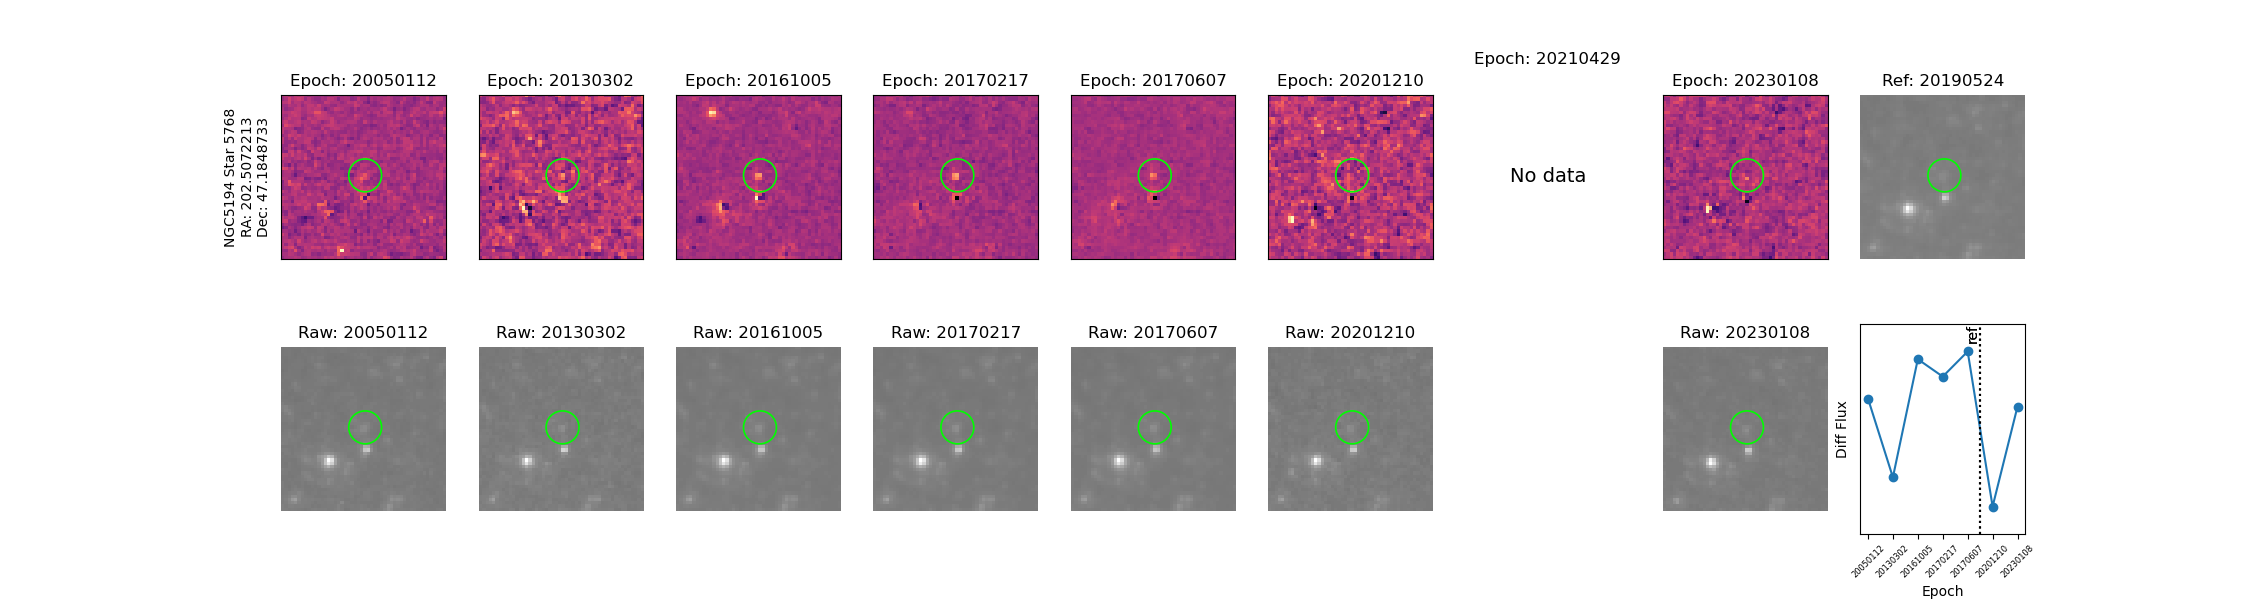 Epoch: 20210429
Epoch: 20050112
Epoch: 20130302
Epoch: 20161005
Epoch: 20170217
Epoch: 20170607
Epoch: 20201210
Epoch: 20230108
Ref: 20190524
NGC5194 Star 5768
RA: 202.5072213
Dec: 47.1848733
No data
Raw: 20050112
Raw: 20130302
Raw: 20161005
Raw: 20170217
Raw: 20170607
Raw: 20201210
Raw: 20230108
ref
Diff Flux
20050112
20130302
20161005
20170217
20170607
20201210
20230108
Epoch